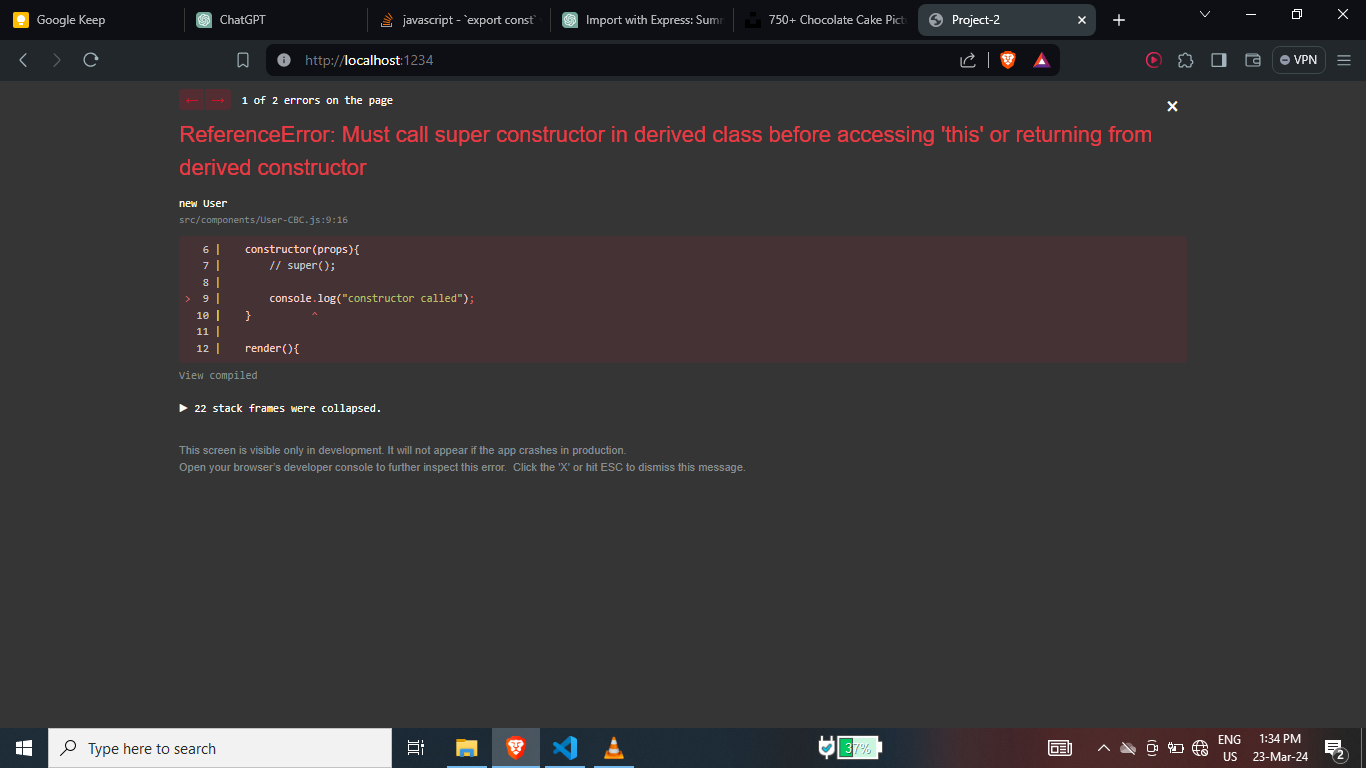 Google Keep
ChatGPT
javascript - `export const`
Import with Express: Sum
750+ Chocolate Cake Pict
Project-2
http://localhost:1234
VPN
← → 1 of 2 errors on the page
ReferenceError: Must call super constructor in derived class before accessing 'this' or returning from
derived constructor
new User
src/components/User-CBC.js:9:16
6 | constructor(props){
7 | // super();
8 |
> 9 | console.log("constructor called");
10 | } ^
11 |
12 | render(){
View compiled
▶ 22 stack frames were collapsed.
This screen is visible only in development. It will not appear if the app crashes in production.
Open your browser's developer console to further inspect this error. Click the 'X' or hit ESC to dismiss this message.
Type here to search
37%
ENG
US
1:34 PM
23-Mar-24
2